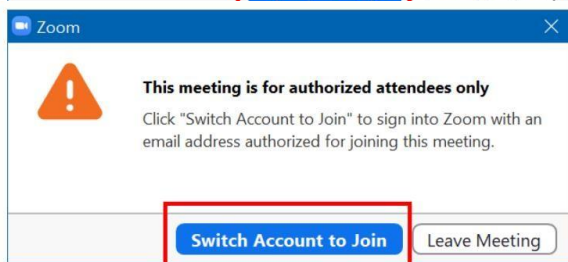 Zoom
This meeting is for authorized attendees only
Click "Switch Account to Join" to sign into Zoom with an
email address authorized for joining this meeting.
Switch Account to Join
Leave Meeting